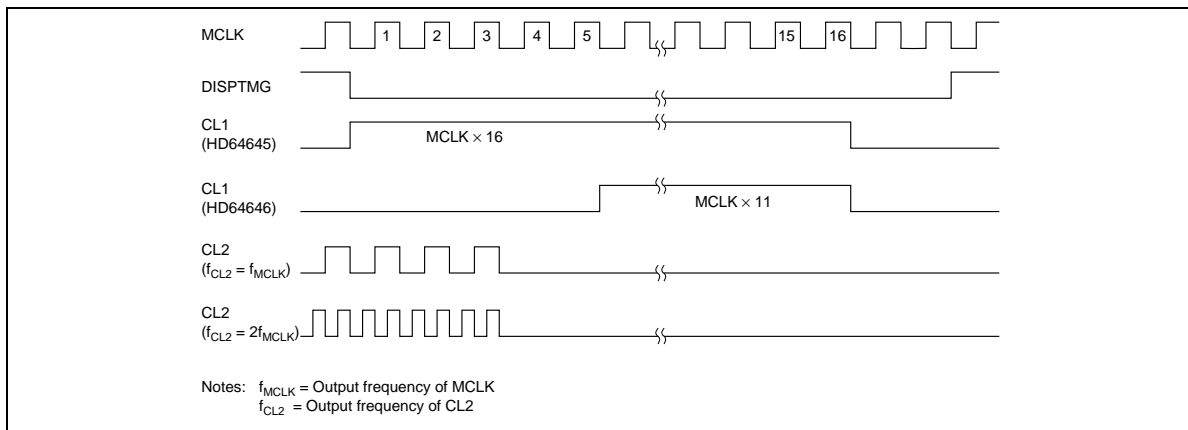 MCLK
1 2 3 4 5 15 16
DISPTMG
CL1
(HD64645)
MCLK × 16
CL1
(HD64646)
MCLK × 11
CL2
(fCL2 = fMCLK)
CL2
(fCL2 = 2fMCLK)
Notes: fMCLK = Output frequency of MCLK
fCL2 = Output frequency of CL2